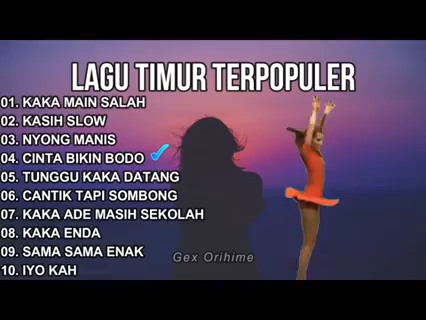 LAGU TIMUR TERPOPULER
01. KAKA MAIN SALAH
02. KASIH SLOW
03. NYONG MANIS
04. CINTA BIKIN BODO
05. TUNGGU KAKA DATANG
06. CANTIK TAPI SOMBONG
07. KAKA ADE MASIH SEKOLAH
08. KAKA ENDA
09. SAMA SAMA ENAK
10. IYO KAH
Gex Orihime